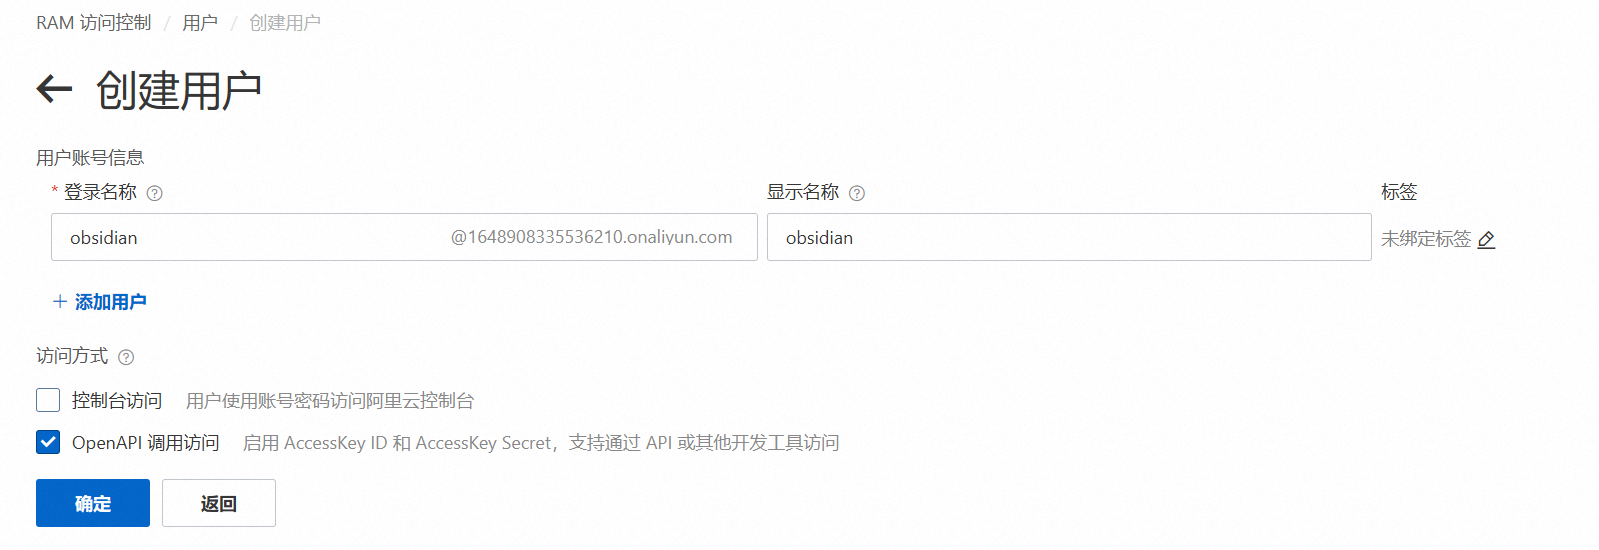 RAM 访问控制 / 用户 / 创建用户
← 创建用户
用户账号信息
* 登录名称 ? 显示名称 ? 标签
obsidian @1648908335536210.onaliyun.com obsidian 未绑定标签
+ 添加用户
访问方式 ?
控制台访问 用户使用账号密码访问阿里云控制台
OpenAPI 调用访问 启用 AccessKey ID 和 AccessKey Secret，支持通过 API 或其他开发工具访问
确定 返回